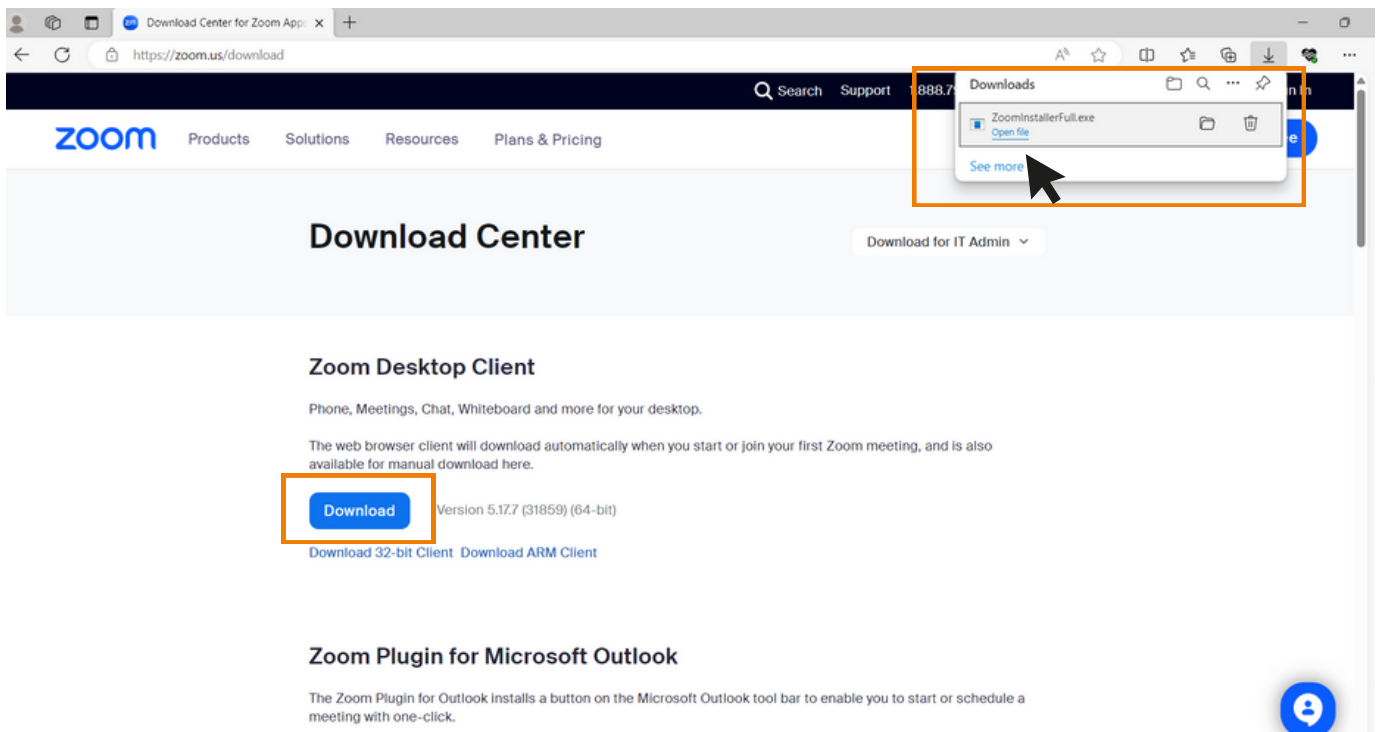 Download Center for Zoom App
https://zoom.us/download
Search Support 1.888.79
Downloads
ZoomInstallerFull.exe
Open file
See more
zoom Products Solutions Resources Plans & Pricing
Download Center
Download for IT Admin
Zoom Desktop Client
Phone, Meetings, Chat, Whiteboard and more for your desktop.
The web browser client will download automatically when you start or join your first Zoom meeting, and is also
available for manual download here.
Download Version 5.17.7 (31859) (64-bit)
Download 32-bit Client Download ARM Client
Zoom Plugin for Microsoft Outlook
The Zoom Plugin for Outlook installs a button on the Microsoft Outlook tool bar to enable you to start or schedule a
meeting with one-click.